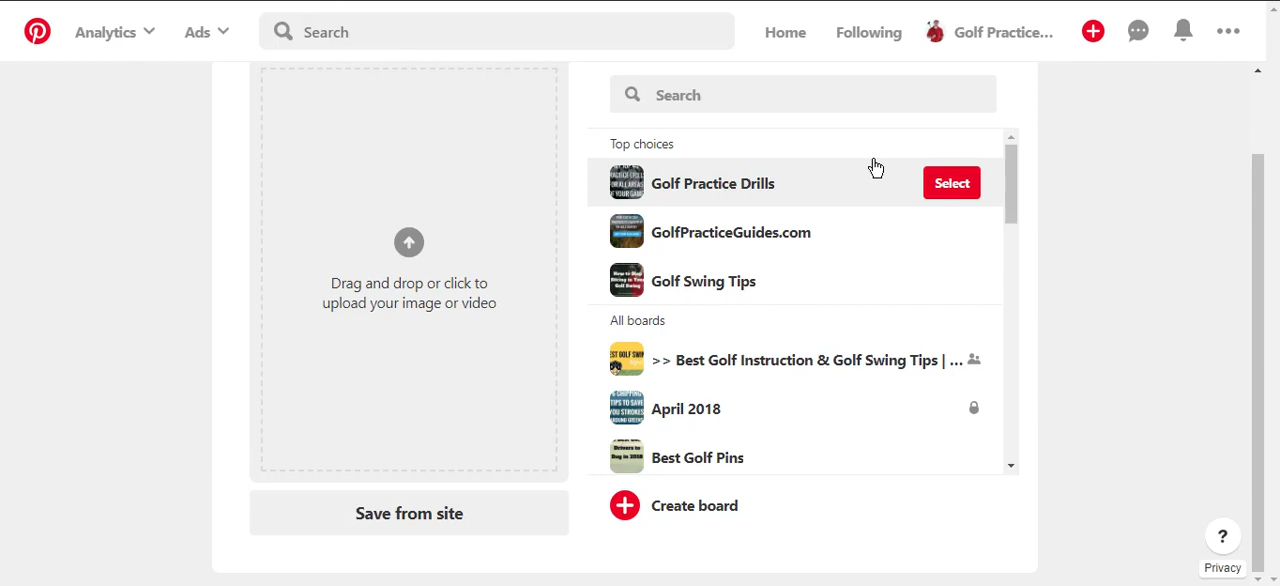 Analytics
Ads
Search
Home
Following
Golf Practice...
Search
Top choices
Golf Practice Drills
Select
GolfPracticeGuides.com
Golf Swing Tips
All boards
>> Best Golf Instruction & Golf Swing Tips | ...
April 2018
Best Golf Pins
Create board
Drag and drop or click to
upload your image or video
Save from site
?
Privacy